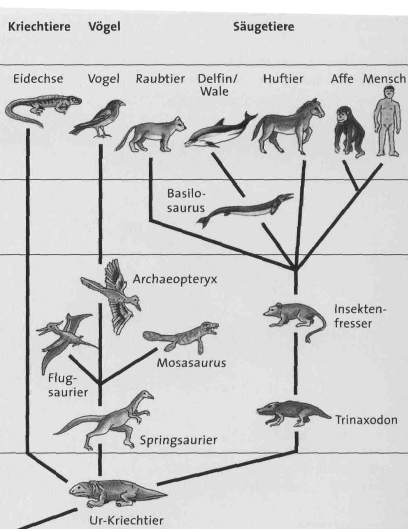 Kriechtiere Vögel Säugetiere
Eidechse Vogel Raubtier Delfin/ Huftier Affe Mensch
Wale
Basilo-
saurus
Archaeopteryx
Insekten-
fresser
Mosasaurus
Flug-
saurier
Trinaxodon
Springsaurier
Ur-Kriechtier